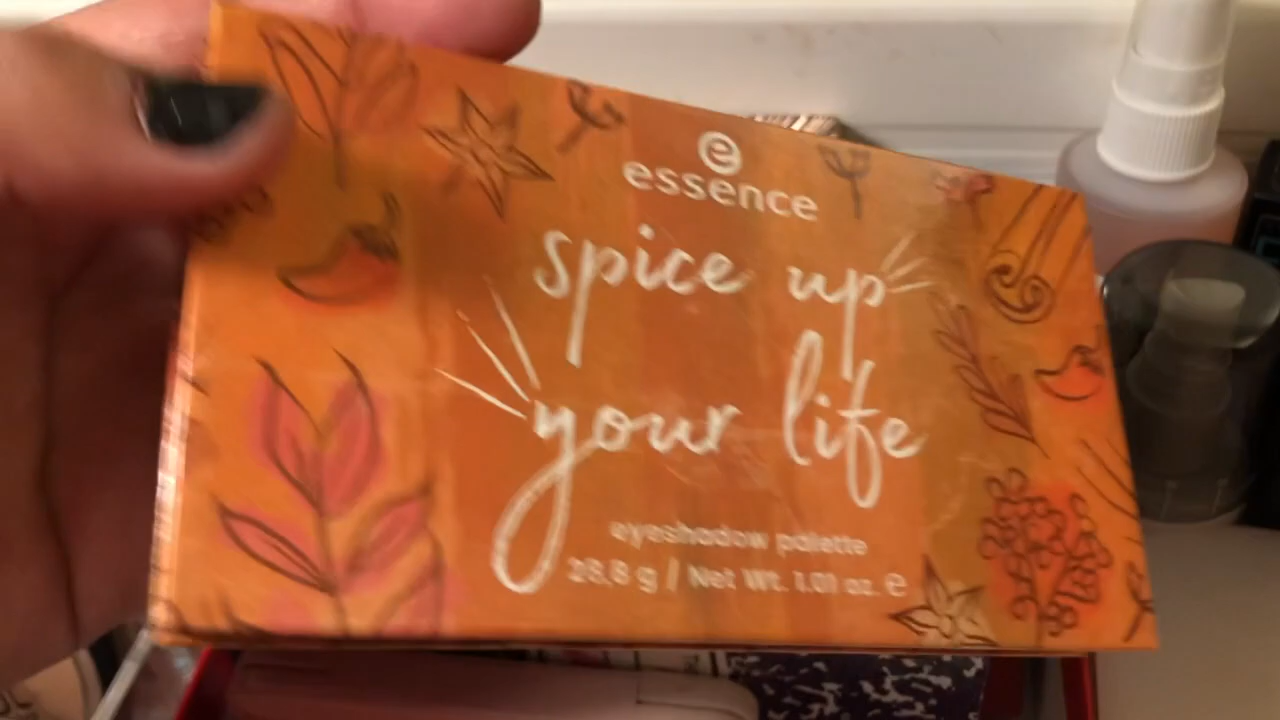 e
essence
spice up
your life
eyeshadow palette
28,8 g / Net Wt. 1.01 oz. e